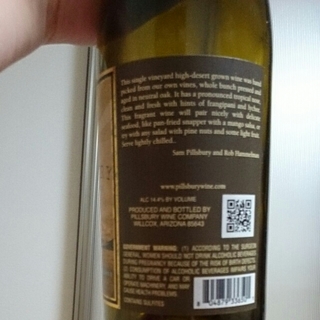 This single vineyard high-desert grown wine was hand
picked from our own vines, whole bunch pressed and
aged in neutral oak. It has a pronounced tropical nose,
clean and fresh with hints of frangipani and lychee.
This fragrant wine will pair nicely with delicate
seafood, like pan-fried snapper with a mango salsa, or
try with any salad with pine nuts and some light fruit.
Serve lightly chilled..
Sam Pillsbury and Rob Hammelman
www.pillsburywine.com
ALC 14.4% BY VOLUME
PRODUCED AND BOTTLED BY
PILLSBURY WINE COMPANY
WILLCOX, ARIZONA 85643
GOVERNMENT WARNING: (1) ACCORDING TO THE SURGEON
GENERAL, WOMEN SHOULD NOT DRINK ALCOHOLIC BEVERAGES
DURING PREGNANCY BECAUSE OF THE RISK OF BIRTH DEFECTS.
(2) CONSUMPTION OF ALCOHOLIC BEVERAGES IMPAIRS YOUR
ABILITY TO DRIVE A CAR OR
OPERATE MACHINERY, AND MAY
CAUSE HEALTH PROBLEMS.
CONTAINS SULFITES